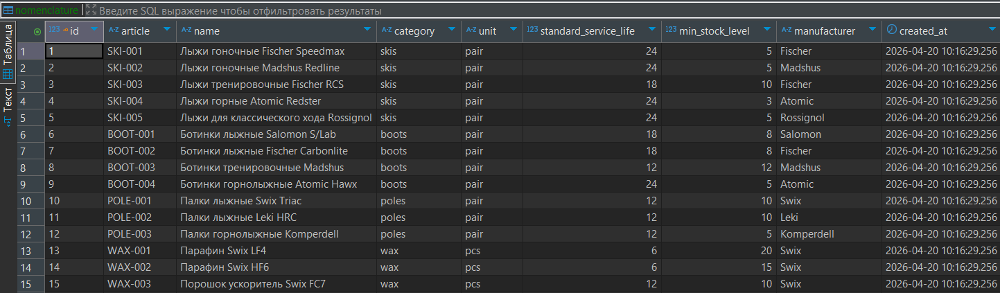 nomenclature Введите SQL выражение чтобы отфильтровать результаты
Таблица
Текст
123 id A-Z article A-Z name A-Z category A-Z unit 123 standard_service_life 123 min_stock_level A-Z manufacturer created_at
1 1 SKI-001 Лыжи гоночные Fischer Speedmax skis pair 24 5 Fischer 2026-04-20 10:16:29.256
2 2 SKI-002 Лыжи гоночные Madshus Redline skis pair 24 5 Madshus 2026-04-20 10:16:29.256
3 3 SKI-003 Лыжи тренировочные Fischer RCS skis pair 18 10 Fischer 2026-04-20 10:16:29.256
4 4 SKI-004 Лыжи горные Atomic Redster skis pair 24 3 Atomic 2026-04-20 10:16:29.256
5 5 SKI-005 Лыжи для классического хода Rossignol skis pair 24 5 Rossignol 2026-04-20 10:16:29.256
6 6 BOOT-001 Ботинки лыжные Salomon S/Lab boots pair 18 8 Salomon 2026-04-20 10:16:29.256
7 7 BOOT-002 Ботинки лыжные Fischer Carbonlite boots pair 18 8 Fischer 2026-04-20 10:16:29.256
8 8 BOOT-003 Ботинки тренировочные Madshus boots pair 12 12 Madshus 2026-04-20 10:16:29.256
9 9 BOOT-004 Ботинки горнолыжные Atomic Hawx boots pair 24 5 Atomic 2026-04-20 10:16:29.256
10 10 POLE-001 Палки лыжные Swix Triac poles pair 12 10 Swix 2026-04-20 10:16:29.256
11 11 POLE-002 Палки лыжные Leki HRC poles pair 12 10 Leki 2026-04-20 10:16:29.256
12 12 POLE-003 Палки горнолыжные Komperdell poles pair 12 5 Komperdell 2026-04-20 10:16:29.256
13 13 WAX-001 Парафин Swix LF4 wax pcs 6 20 Swix 2026-04-20 10:16:29.256
14 14 WAX-002 Парафин Swix HF6 wax pcs 6 15 Swix 2026-04-20 10:16:29.256
15 15 WAX-003 Порошок ускоритель Swix FC7 wax pcs 12 10 Swix 2026-04-20 10:16:29.256